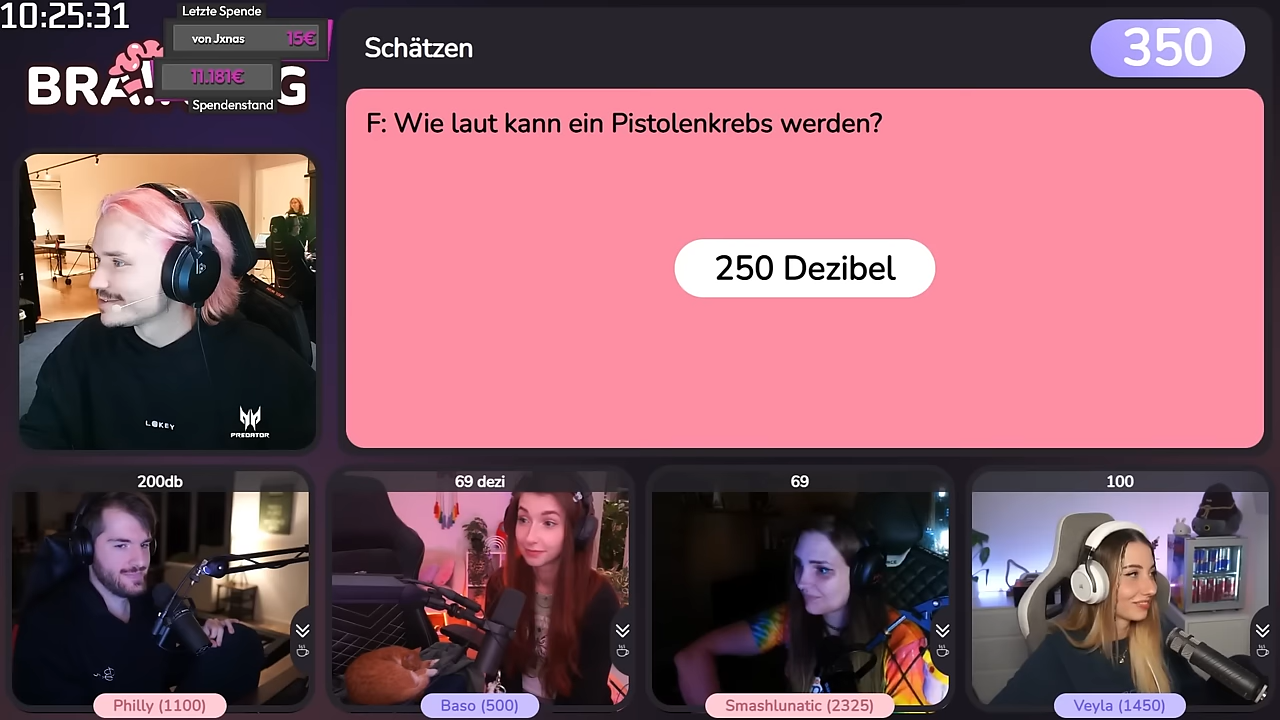 10:25:31
Letzte Spende
von Jxnas 15€
11.181€
Spendenstand
Schätzen
350
F: Wie laut kann ein Pistolenkrebs werden?
250 Dezibel
LOKEY
PREDATOR
200db
69 dezi
69
100
Philly (1100)
Baso (500)
Smashlunatic (2325)
Veyla (1450)